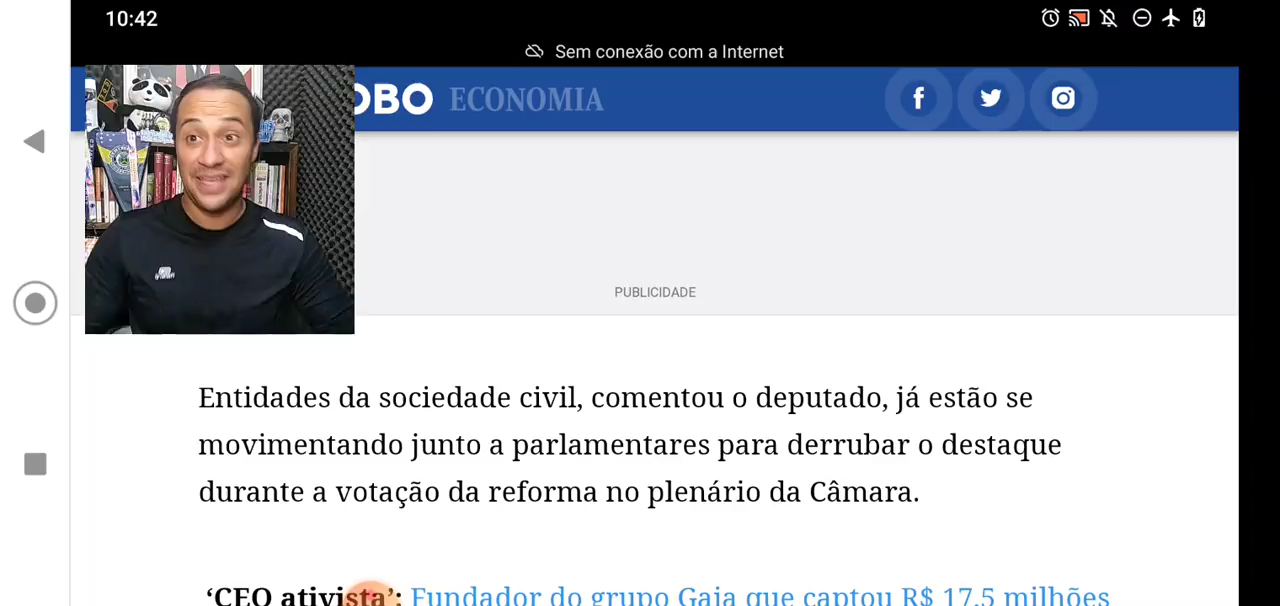 10:42
Sem conexão com a Internet
OBO ECONOMIA
PUBLICIDADE
Entidades da sociedade civil, comentou o deputado, já estão se
movimentando junto a parlamentares para derrubar o destaque
durante a votação da reforma no plenário da Câmara.
‘CEO ativista’: Fundador do grupo Gaia que captou R$ 17,5 milhões